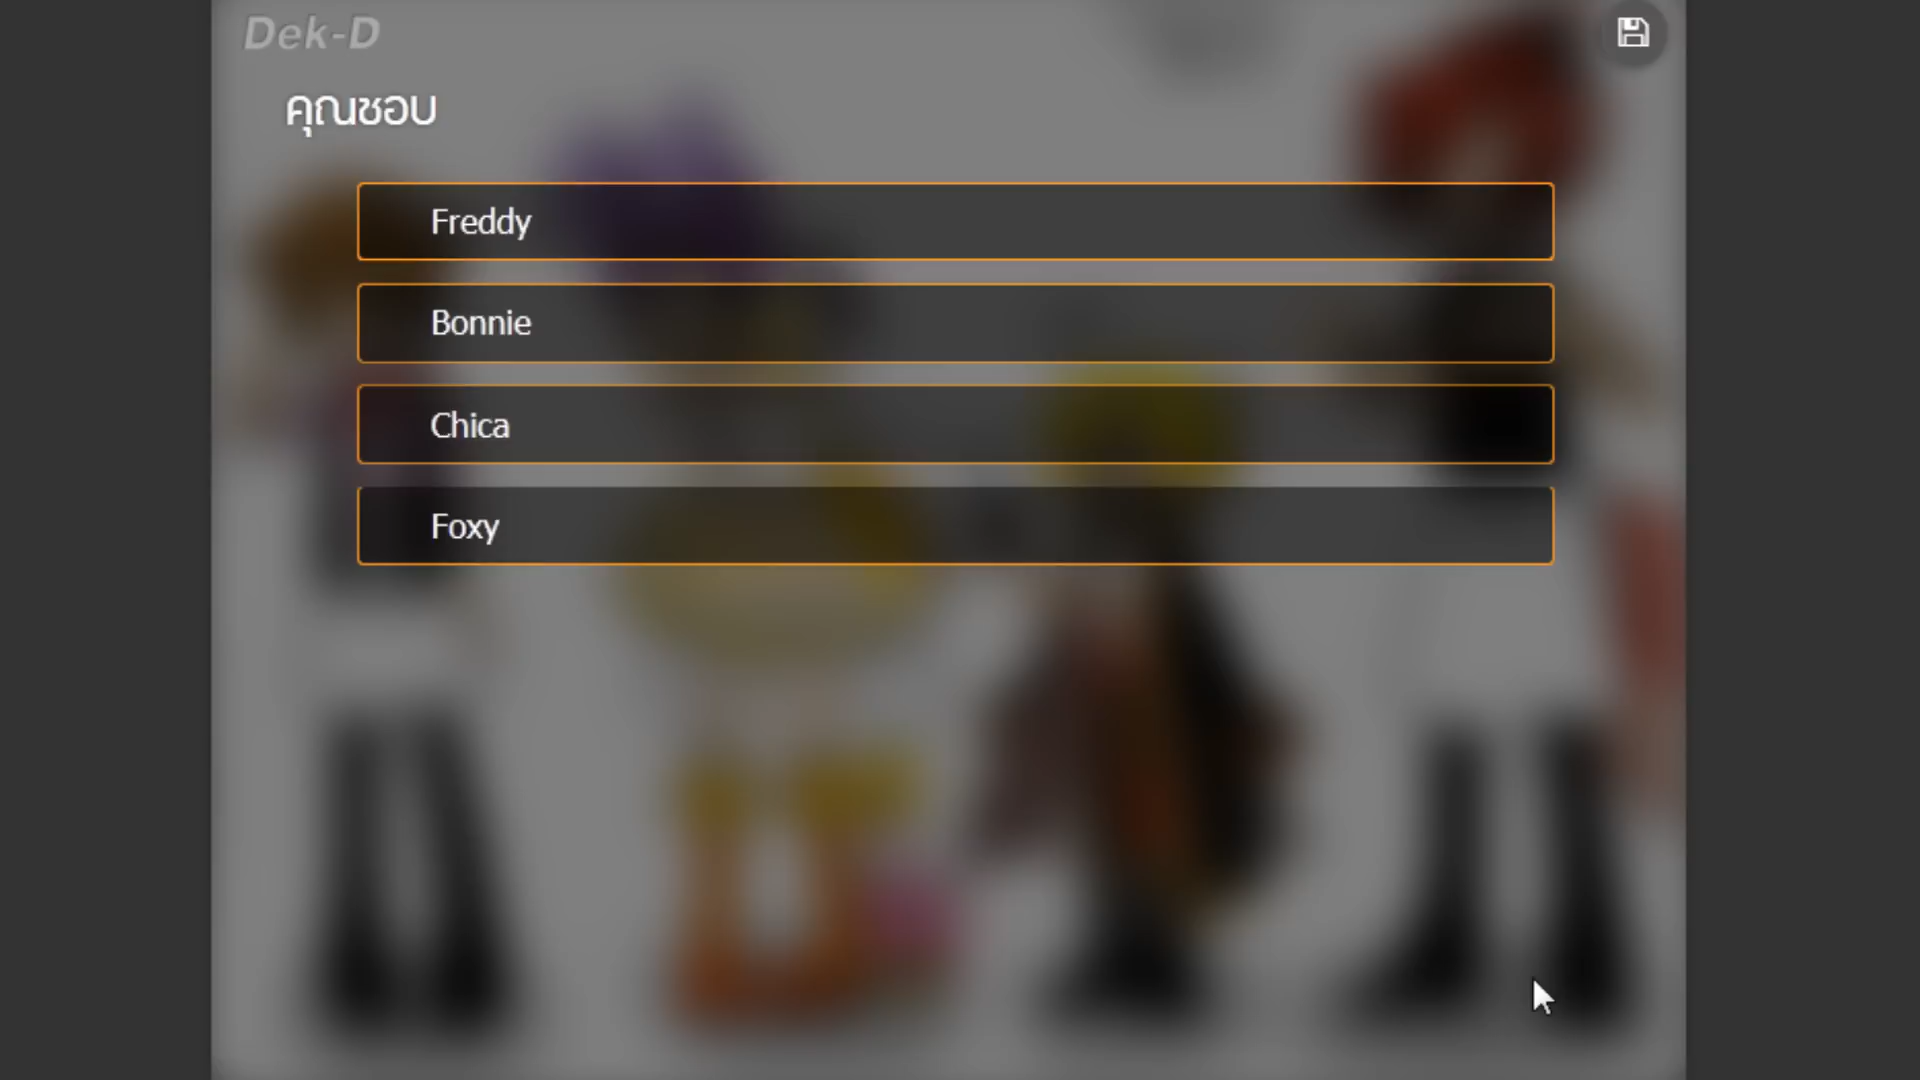 Dek-D
คุณชอบ
Freddy
Bonnie
Chica
Foxy